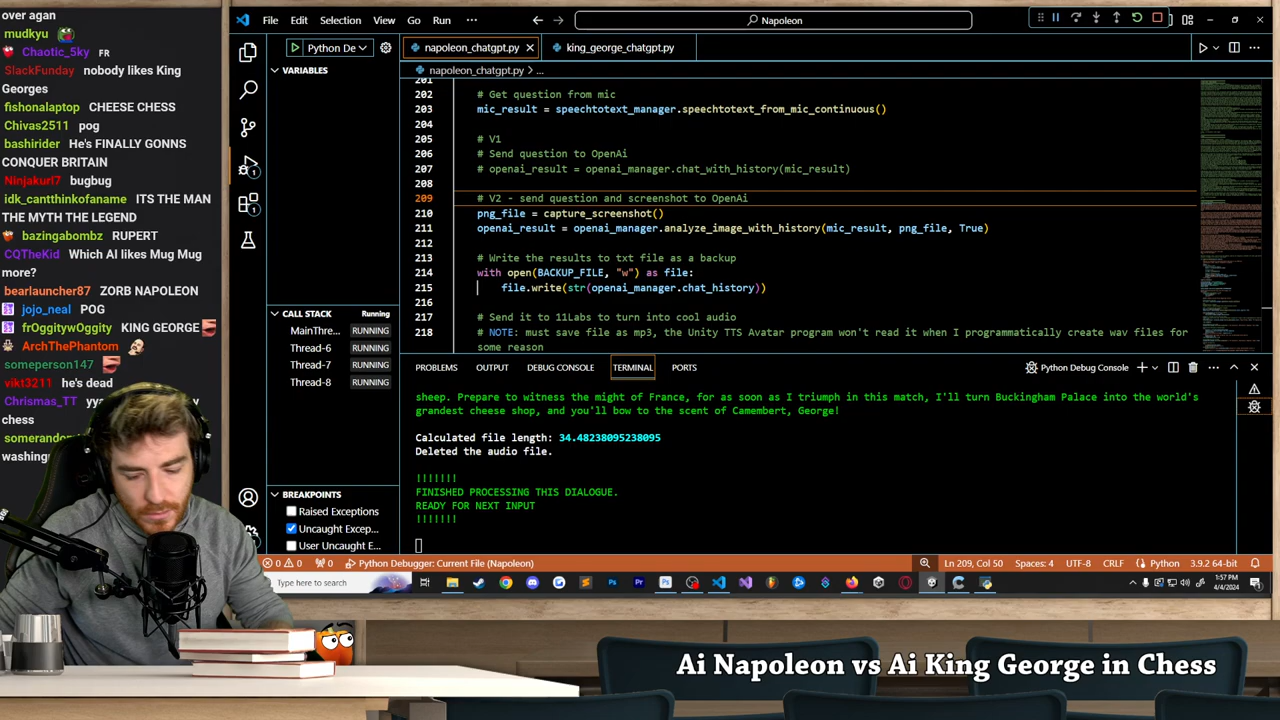 over agan
mudkyu
Chaotic_5ky FR
SlackFunday nobody likes King
Georges
fishonalaptop CHEESE CHESS
Chivas2511 pog
bashirider He's FINALLY GONNS
CONQUER BRITAIN
Ninjakurl7 bugbug
idk_cantthinkofaname ITS THE MAN
THE MYTH THE LEGEND
bazingabombz RUPERT
CQTheKid Which AI likes Mug Mug
more?
bearlauncher87 ZORB NAPOLEON
jojo_neal POG
fr0ggitywOggity KING GEORGE
ArchThePhantom
someperson147
vikt3211 he's dead
Chrismas_TT yya
chess
someran
washing
File Edit Selection View Go Run ···
Napoleon
Python De
napoleon_chatgpt.py
king_george_chatgpt.py
VARIABLES
napoleon_chatgpt.py > ...
201
202 # Get question from mic
203 mic_result = speechtotext_manager.speechtotext_from_mic_continuous()
204
205 # V1
206 # Send question to OpenAi
207 # openai_result = openai_manager.chat_with_history(mic_result)
208
209 # V2 - send question and screenshot to OpenAi
210 png_file = capture_screenshot()
211 openai_result = openai_manager.analyze_image_with_history(mic_result, png_file, True)
212
213 # Write the results to txt file as a backup
214 with open(BACKUP_FILE, "w") as file:
215 file.write(str(openai_manager.chat_history))
216
217 # Send it to 11Labs to turn into cool audio
218 # NOTE: must save file as mp3, the Unity TTS Avatar program won't read it when I programmatically create wav files for
some reason
CALL STACK Running
MainThre... RUNNING
Thread-6 RUNNING
Thread-7 RUNNING
Thread-8 RUNNING
BREAKPOINTS
Raised Exceptions
Uncaught Excep...
User Uncaught E...
PROBLEMS OUTPUT DEBUG CONSOLE TERMINAL PORTS
Python Debug Console
sheep. Prepare to witness the might of France, for as soon as I triumph in this match, I'll turn Buckingham Palace into the world's
grandest cheese shop, and you'll bow to the scent of Camembert, George!
Calculated file length: 34.48238095238095
Deleted the audio file.
!!!!!!!
FINISHED PROCESSING THIS DIALOGUE.
READY FOR NEXT INPUT
!!!!!!!
0 0 0 Python Debugger: Current File (Napoleon)
Ln 209, Col 50 Spaces: 4 UTF-8 CRLF Python 3.9.2 64-bit
Type here to search
1:57 PM
4/4/2024
Ai Napoleon vs Ai King George in Chess